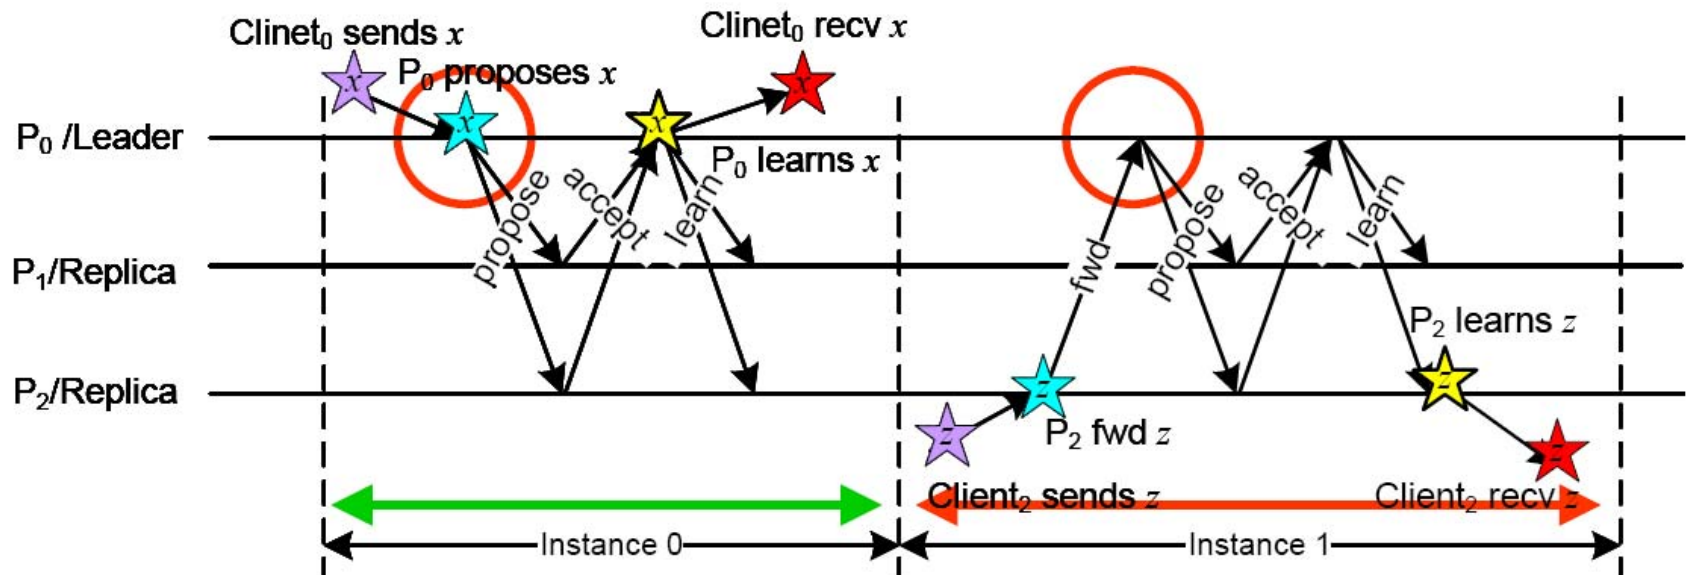 Clinet0 sends x
Clinet0 recv x
P0 proposes x
x
x
x
x
P0 /Leader
P0 learns x
propose
accept
learn
fwd
propose
accept
learn
P1/Replica
P2 learns z
P2/Replica
z
z
z
z
P2 fwd z
Client2 sends z
Client2 recv z
Instance 0
Instance 1